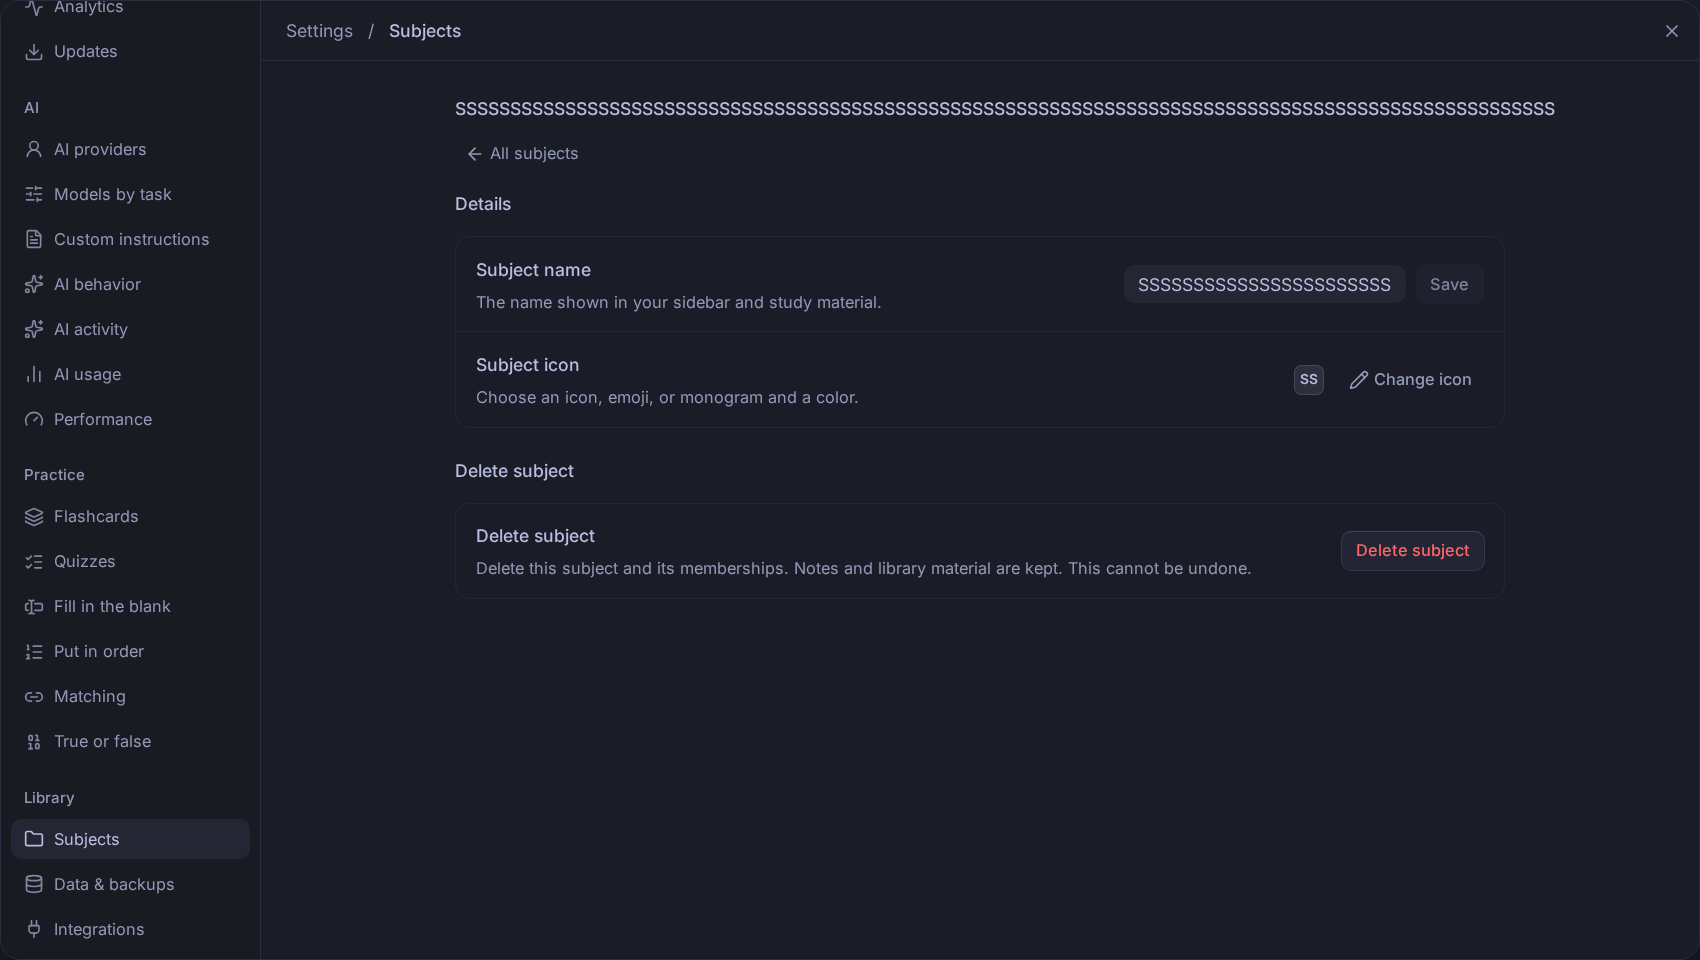 Analytics
Updates
AI
AI providers
Models by task
Custom instructions
AI behavior
AI activity
AI usage
Performance
Practice
Flashcards
Quizzes
Fill in the blank
Put in order
Matching
True or false
Library
Subjects
Data & backups
Integrations
Settings / Subjects
SSSSSSSSSSSSSSSSSSSSSSSSSSSSSSSSSSSSSSSSSSSSSSSSSSSSSSSSSSSSSSSSSSSSSSSSSSSSSSSSSSSSSSSSSSSSSSSSSSSS
All subjects
Details
Subject name
The name shown in your sidebar and study material.
SSSSSSSSSSSSSSSSSSSSSSS
Save
Subject icon
Choose an icon, emoji, or monogram and a color.
SS
Change icon
Delete subject
Delete subject
Delete this subject and its memberships. Notes and library material are kept. This cannot be undone.
Delete subject